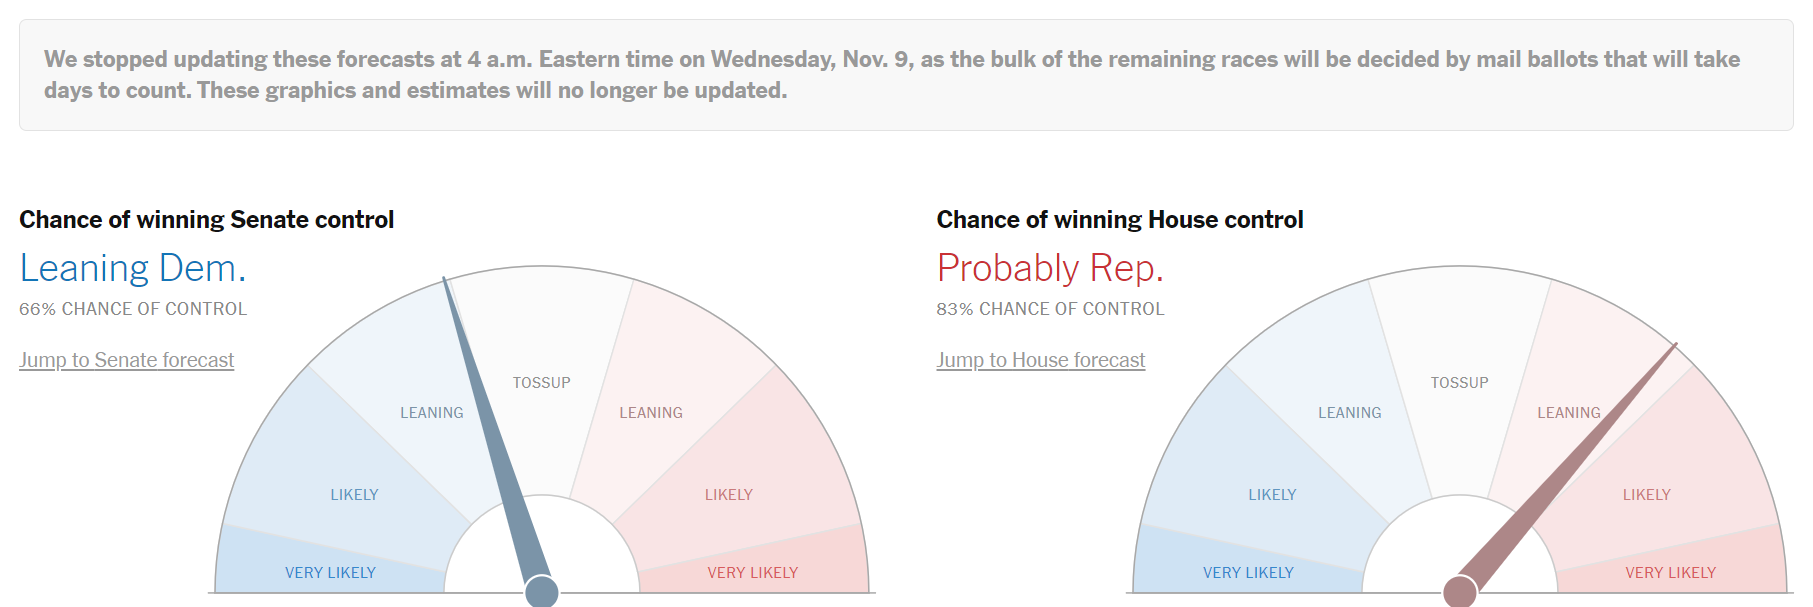 We stopped updating these forecasts at 4 a.m. Eastern time on Wednesday, Nov. 9, as the bulk of the remaining races will be decided by mail ballots that will take
days to count. These graphics and estimates will no longer be updated.
Chance of winning Senate control
Leaning Dem.
66% CHANCE OF CONTROL
Jump to Senate forecast
TOSSUP
LEANING
LEANING
LIKELY
LIKELY
VERY LIKELY
VERY LIKELY
Chance of winning House control
Probably Rep.
83% CHANCE OF CONTROL
Jump to House forecast
TOSSUP
LEANING
LEANING
LIKELY
LIKELY
VERY LIKELY
VERY LIKELY